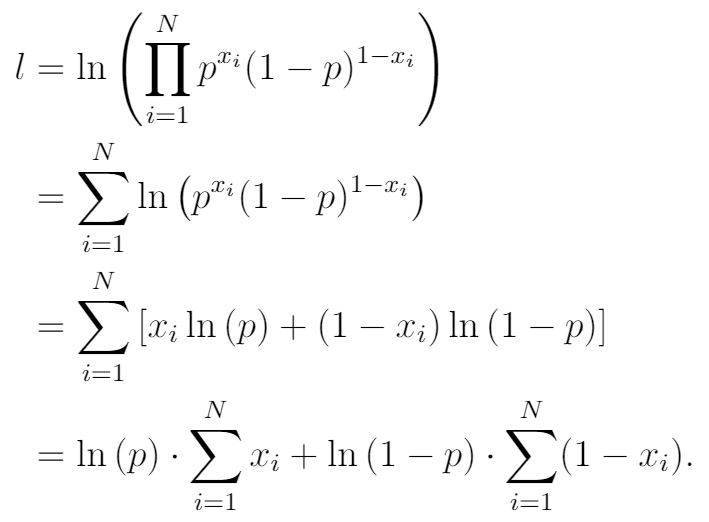 l = ln ( ∏_{i=1}^{N} p^{x_i} (1 − p)^{1−x_i} )
= ∑_{i=1}^{N} ln ( p^{x_i} (1 − p)^{1−x_i} )
= ∑_{i=1}^{N} [x_i ln (p) + (1 − x_i) ln (1 − p)]
= ln (p) · ∑_{i=1}^{N} x_i + ln (1 − p) · ∑_{i=1}^{N} (1 − x_i).